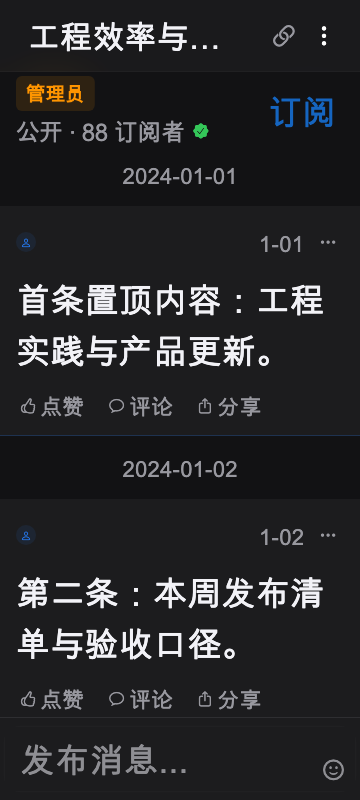 工程效率与...
管理员
公开 · 88 订阅者
订阅
2024-01-01
1-01
首条置顶内容：工程
实践与产品更新。
点赞 评论 分享
2024-01-02
1-02
第二条：本周发布清
单与验收口径。
点赞 评论 分享
发布消息...